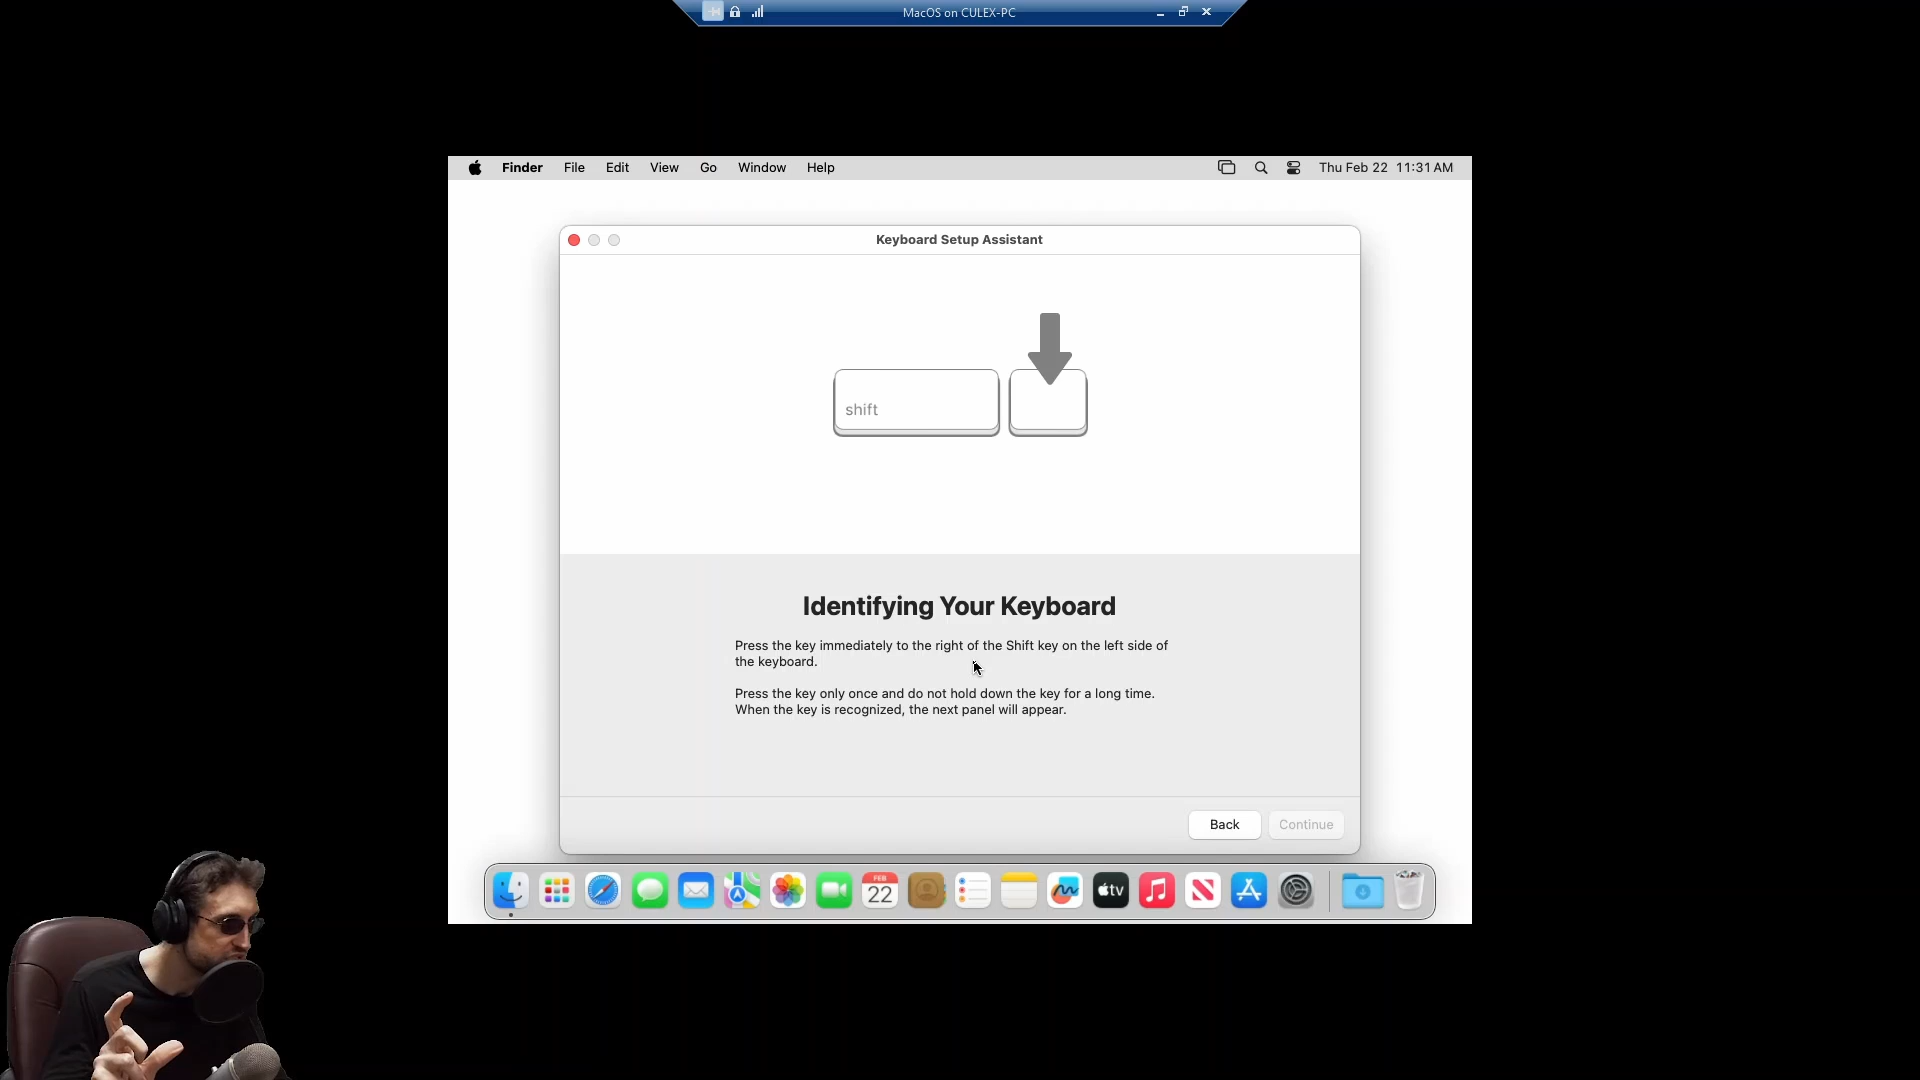 MacOS on CULEX-PC
Finder File Edit View Go Window Help Thu Feb 22 11:31 AM
Keyboard Setup Assistant
shift
Identifying Your Keyboard
Press the key immediately to the right of the Shift key on the left side of
the keyboard.
Press the key only once and do not hold down the key for a long time.
When the key is recognized, the next panel will appear.
Back Continue
FEB
22
tv